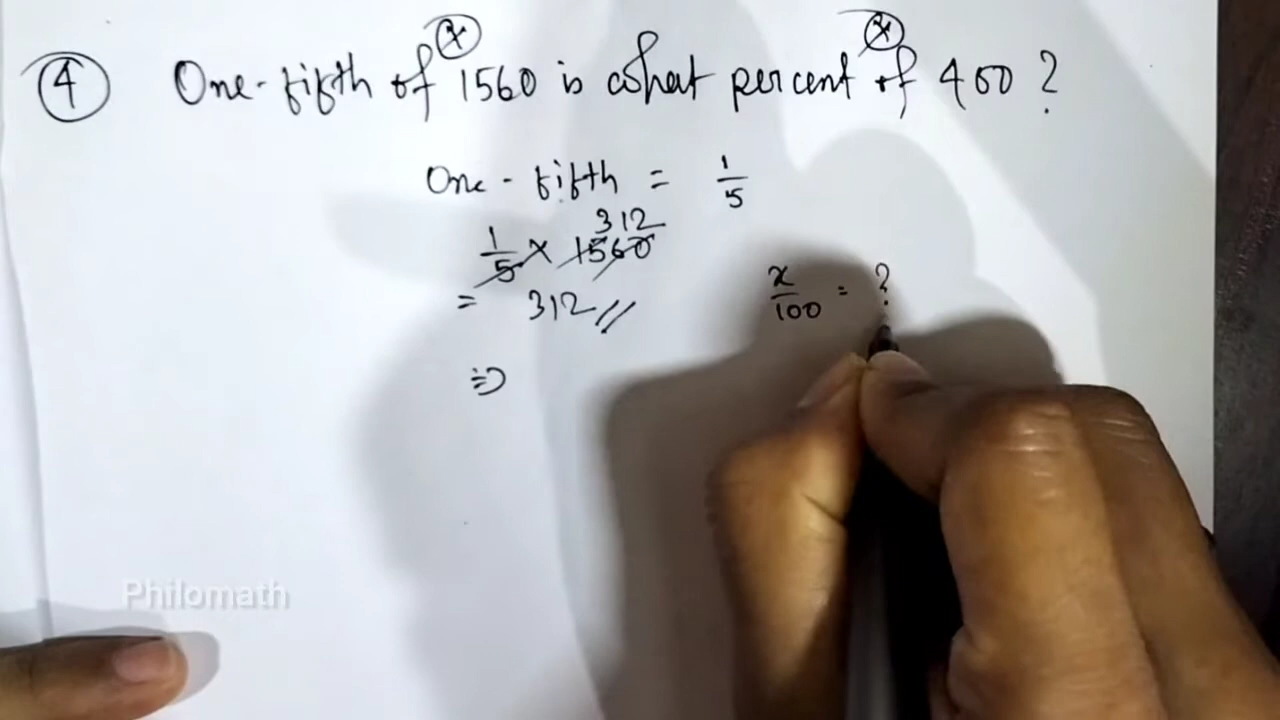 ④ One-fifth of ⓧ 1560 is what percent ⓧ of 400 ?
One-fifth = 1/5
1/5 x 1560 312
= 312 //
x/100 = ?
⇒
Philomath